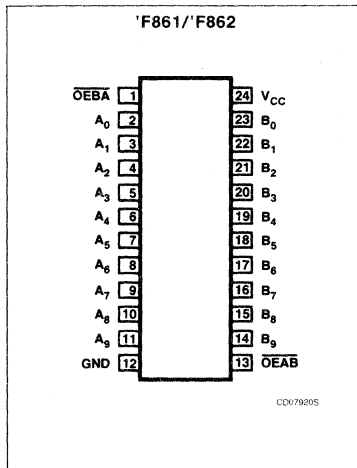 'F861/'F862
OEBA 1 24 VCC
A0 2 23 B0
A1 3 22 B1
A2 4 21 B2
A3 5 20 B3
A4 6 19 B4
A5 7 18 B5
A6 8 17 B6
A7 9 16 B7
A8 10 15 B8
A9 11 14 B9
GND 12 13 OEAB
CD07920S